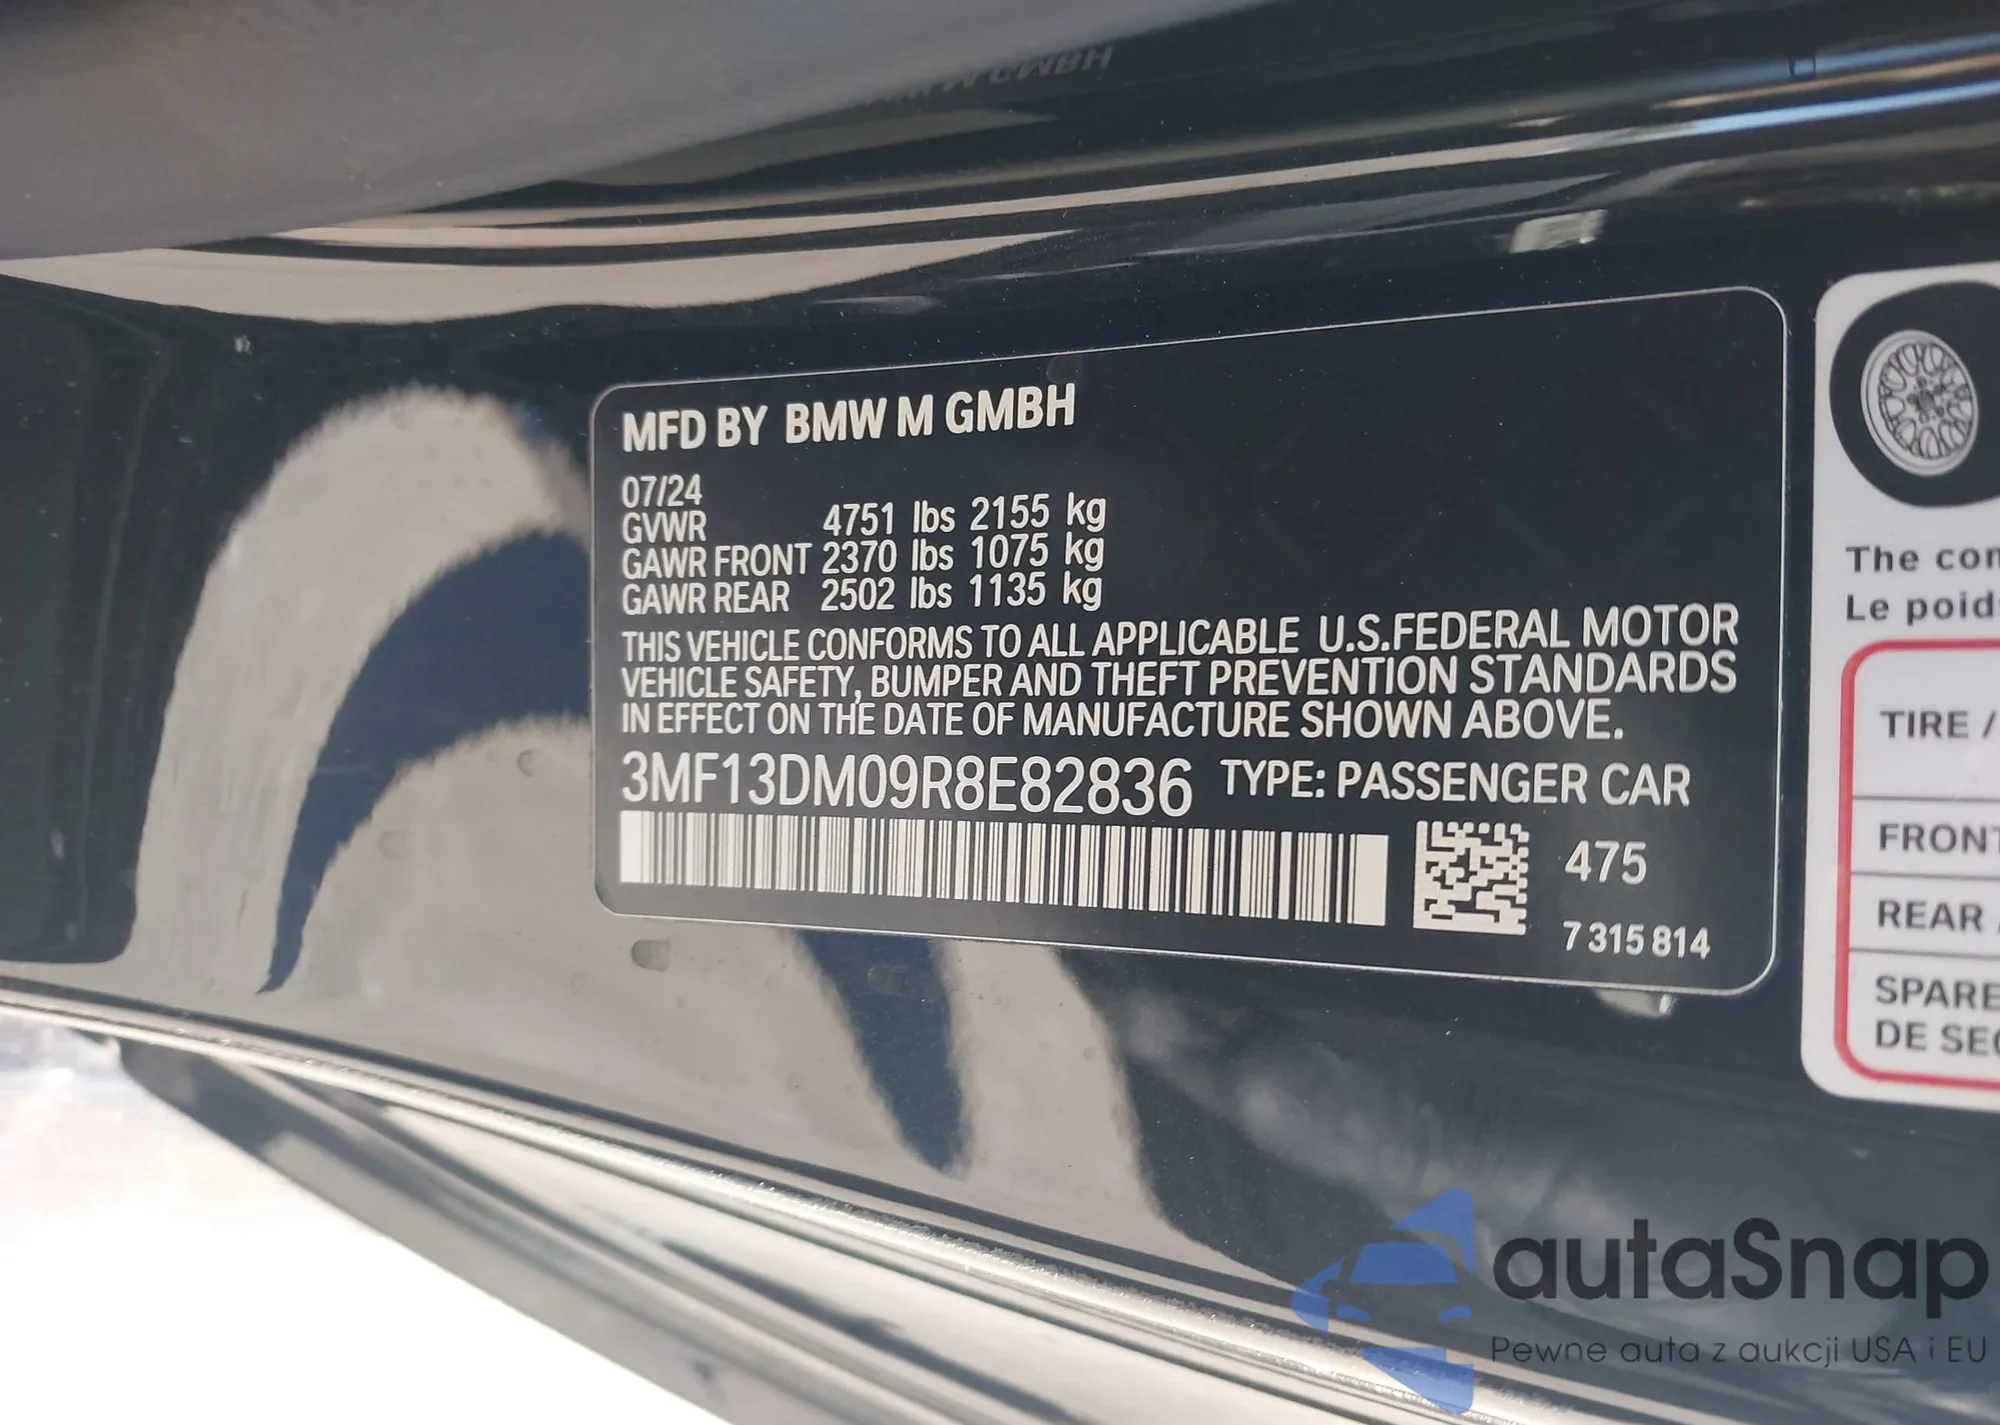 MFD BY BMW M GMBH
07/24
GVWR 4751 lbs 2155 kg
GAWR FRONT 2370 lbs 1075 kg
GAWR REAR 2502 lbs 1135 kg
THIS VEHICLE CONFORMS TO ALL APPLICABLE U.S.FEDERAL MOTOR
VEHICLE SAFETY, BUMPER AND THEFT PREVENTION STANDARDS
IN EFFECT ON THE DATE OF MANUFACTURE SHOWN ABOVE.
3MF13DM09R8E82836 TYPE: PASSENGER CAR
475
7 315 814
The com
Le poids
TIRE /
FRONT
REAR
SPARE
DE SEC
autaSnap
Pewne auta z aukcji USA i EU